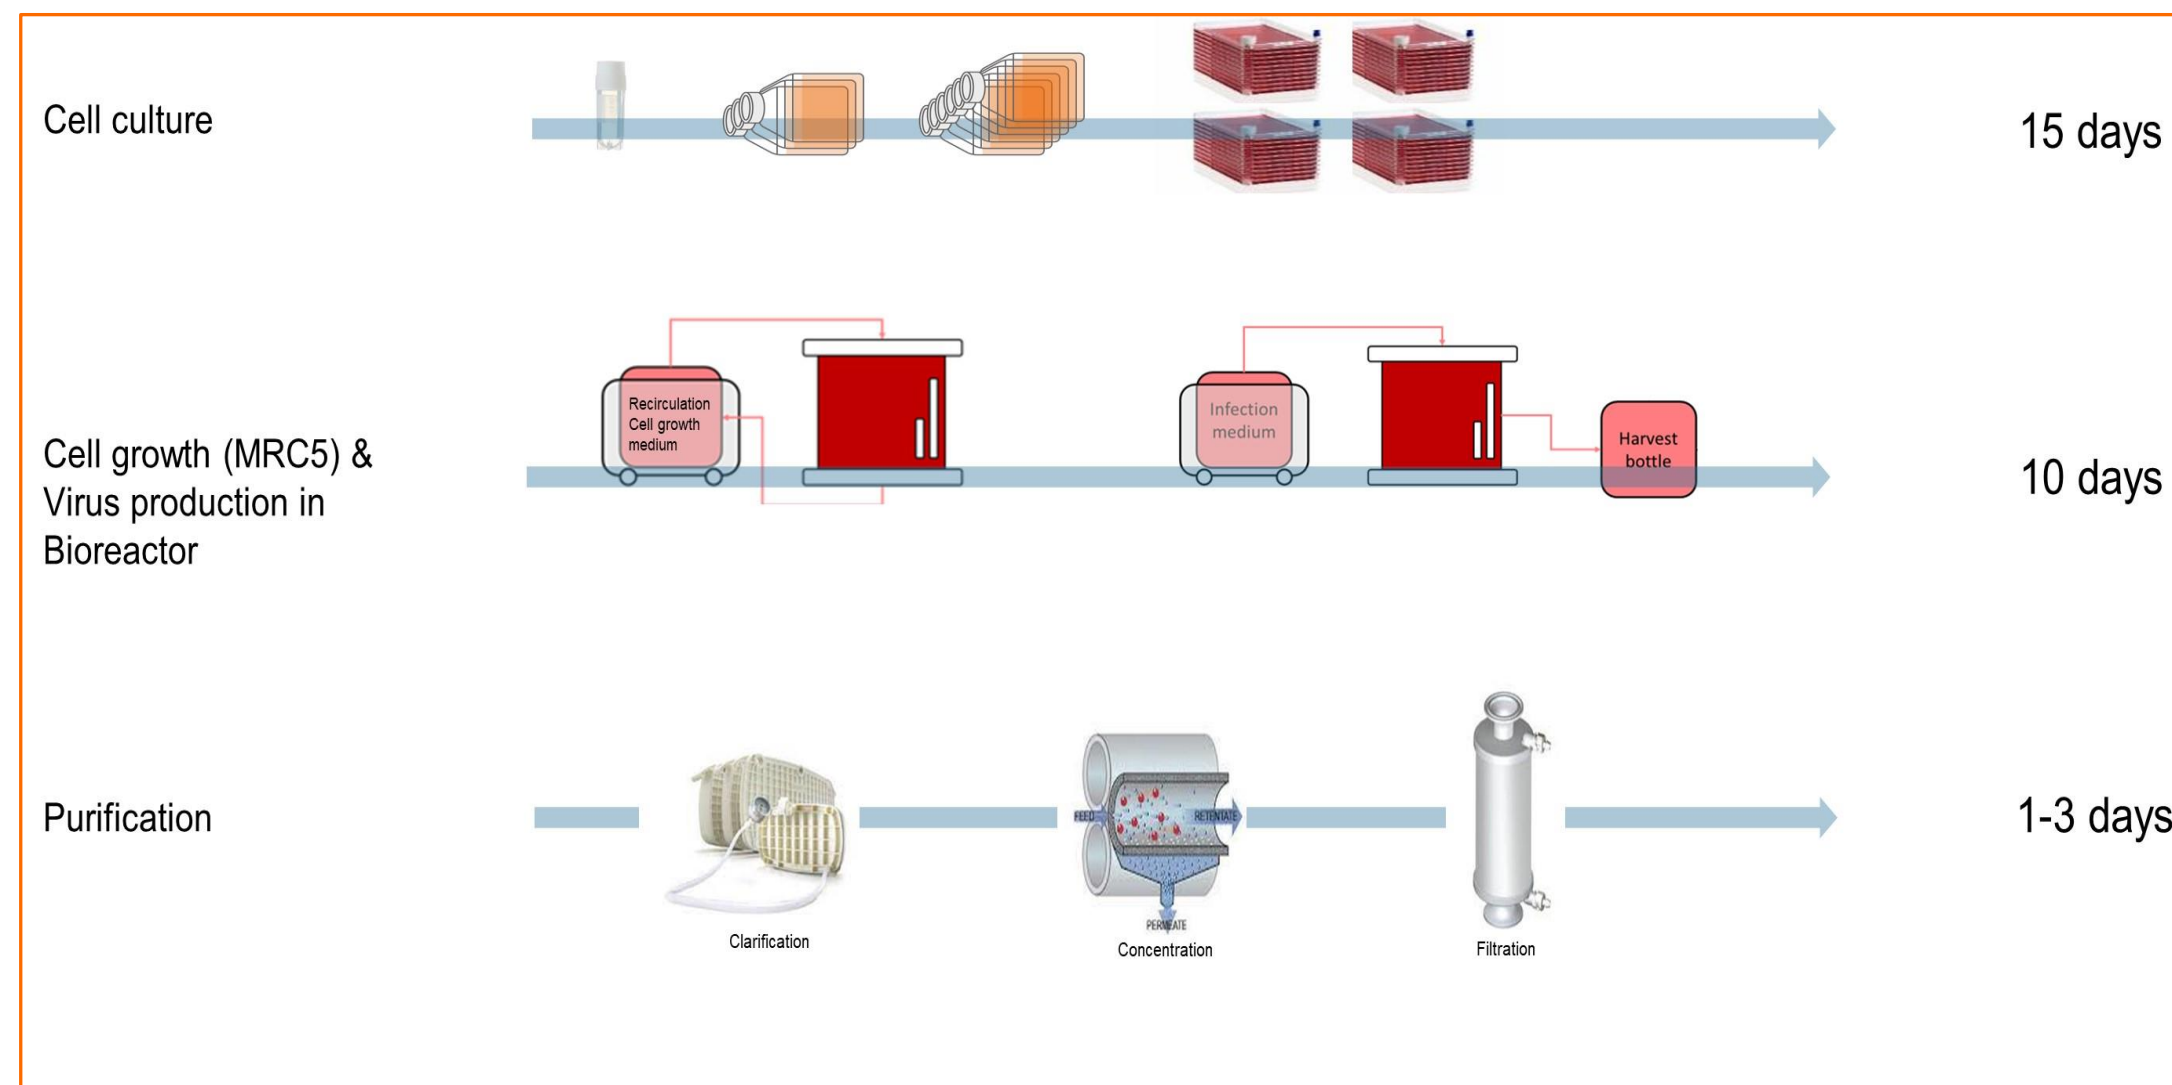 Cell culture
15 days
Recirculation
Cell growth
medium
Infection
medium
Harvest
bottle
Cell growth (MRC5) &
Virus production in
Bioreactor
10 days
Purification
FEED
RETENTATE
PERMEATE
1-3 days
Clarification
Concentration
Filtration